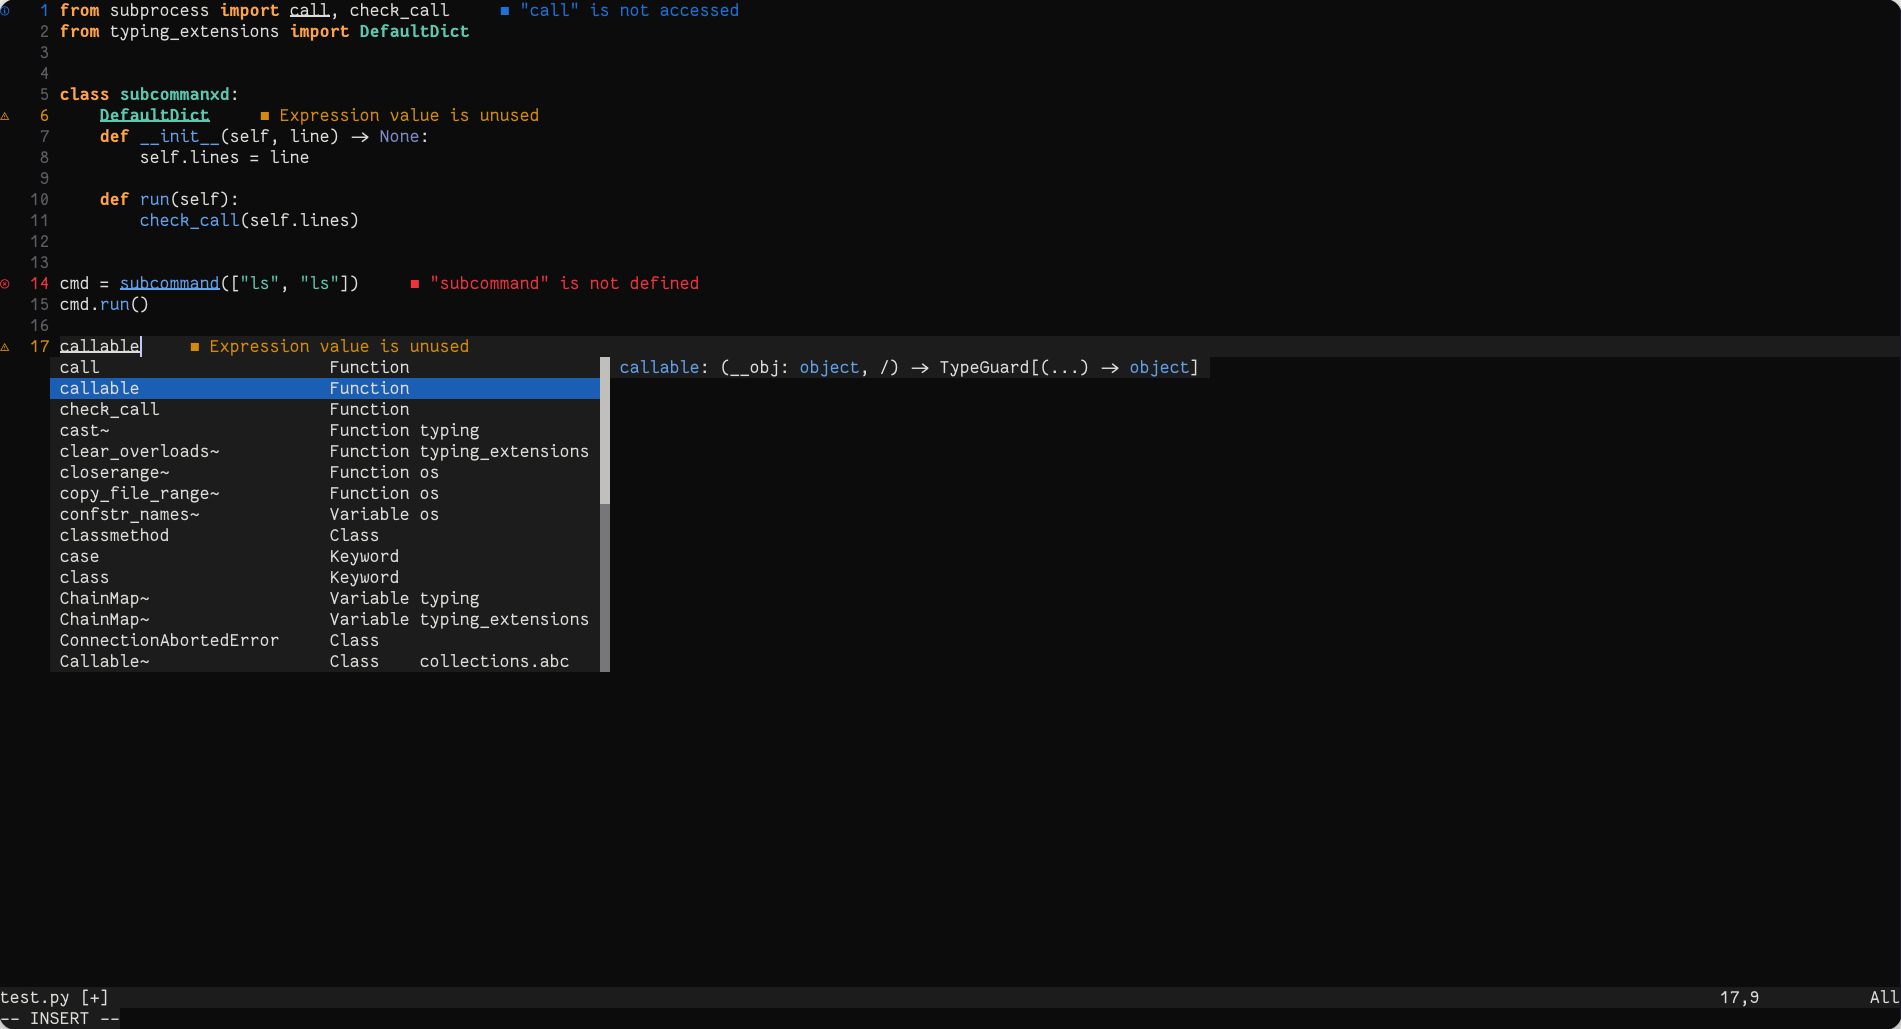 1 from subprocess import call, check_call ■ "call" is not accessed
2 from typing_extensions import DefaultDict
3
4
5 class subcommanxd:
6 DefaultDict ■ Expression value is unused
7 def __init__(self, line) → None:
8 self.lines = line
9
10 def run(self):
11 check_call(self.lines)
12
13
14 cmd = subcommand(["ls", "ls"]) ■ "subcommand" is not defined
15 cmd.run()
16
17 callable ■ Expression value is unused
call Function callable: (__obj: object, /) → TypeGuard[(...) → object]
callable Function
check_call Function
cast~ Function typing
clear_overloads~ Function typing_extensions
closerange~ Function os
copy_file_range~ Function os
confstr_names~ Variable os
classmethod Class
case Keyword
class Keyword
ChainMap~ Variable typing
ChainMap~ Variable typing_extensions
ConnectionAbortedError Class
Callable~ Class collections.abc
test.py [+] 17,9 All
-- INSERT --